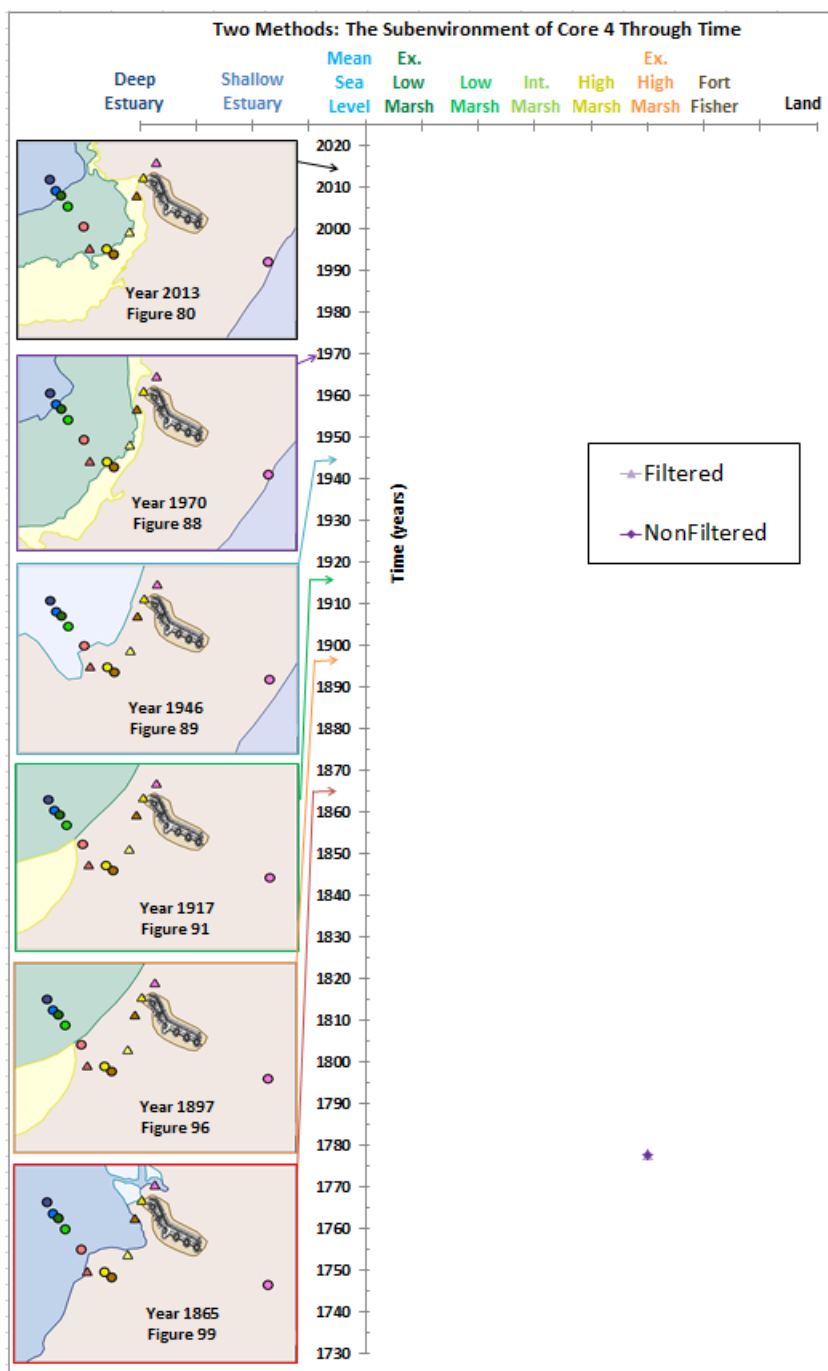 Two Methods: The Subenvironment of Core 4 Through Time
Deep
Estuary
Shallow
Estuary
Mean
Sea
Level
Ex.
Low
Marsh
Low
Marsh
Int.
Marsh
High
Marsh
Ex.
High
Marsh
Fort
Fisher
Land
2020
2010
2000
1990
1980
1970
1960
1950
1940
1930
1920
1910
1900
1890
1880
1870
1860
1850
1840
1830
1820
1810
1800
1790
1780
1770
1760
1750
1740
1730
Time (years)
Year 2013
Figure 80
Year 1970
Figure 88
Year 1946
Figure 89
Year 1917
Figure 91
Year 1897
Figure 96
Year 1865
Figure 99
Filtered
NonFiltered